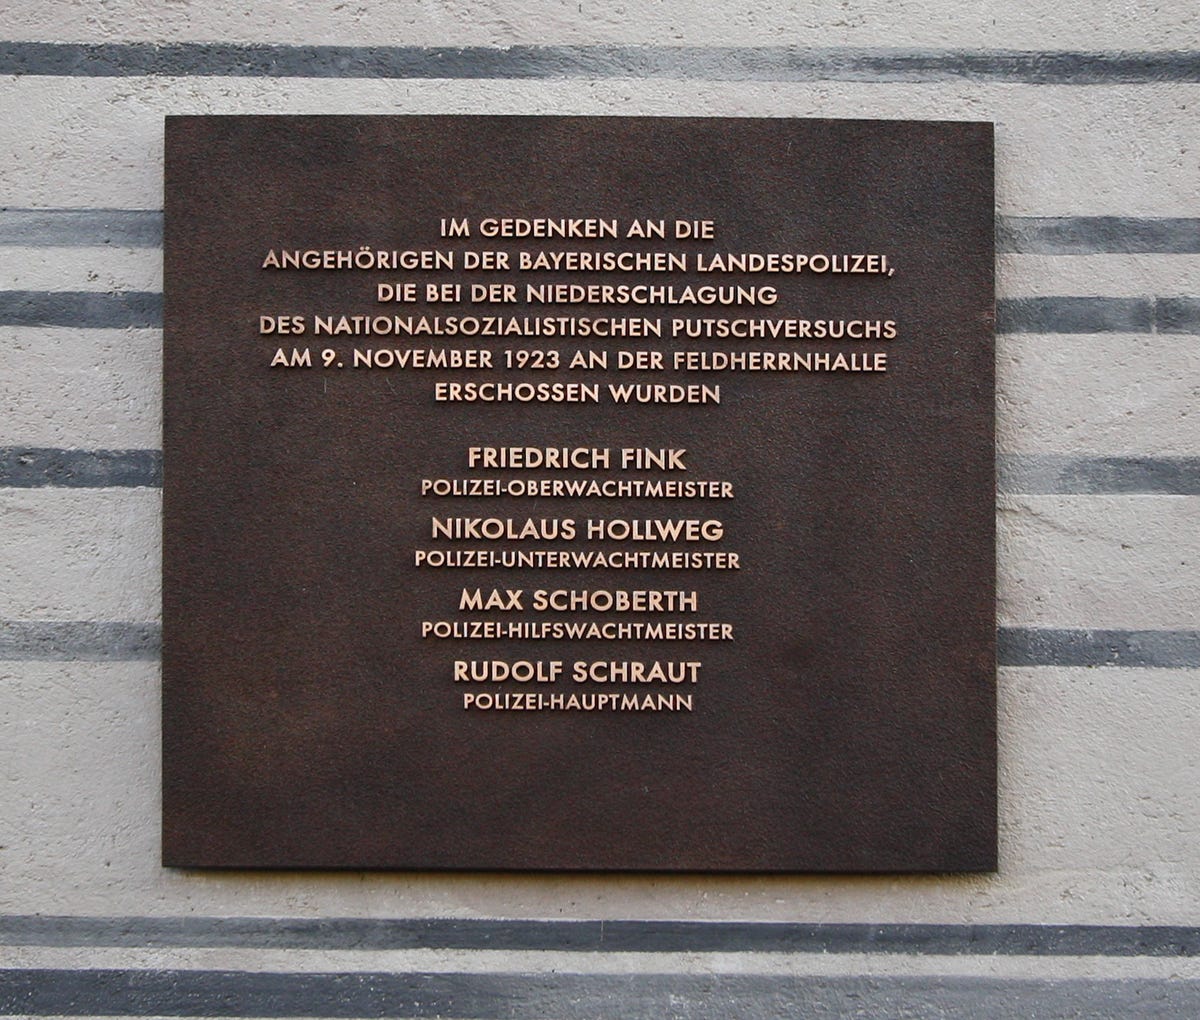 IM GEDENKEN AN DIE
ANGEHÖRIGEN DER BAYERISCHEN LANDESPOLIZEI,
DIE BEI DER NIEDERSCHLAGUNG
DES NATIONALSOZIALISTISCHEN PUTSCHVERSUCHS
AM 9. NOVEMBER 1923 AN DER FELDHERRNHALLE
ERSCHOSSEN WURDEN
FRIEDRICH FINK
POLIZEI-OBERWACHTMEISTER
NIKOLAUS HOLLWEG
POLIZEI-UNTERWACHTMEISTER
MAX SCHOBERTH
POLIZEI-HILFSWACHTMEISTER
RUDOLF SCHRAUT
POLIZEI-HAUPTMANN